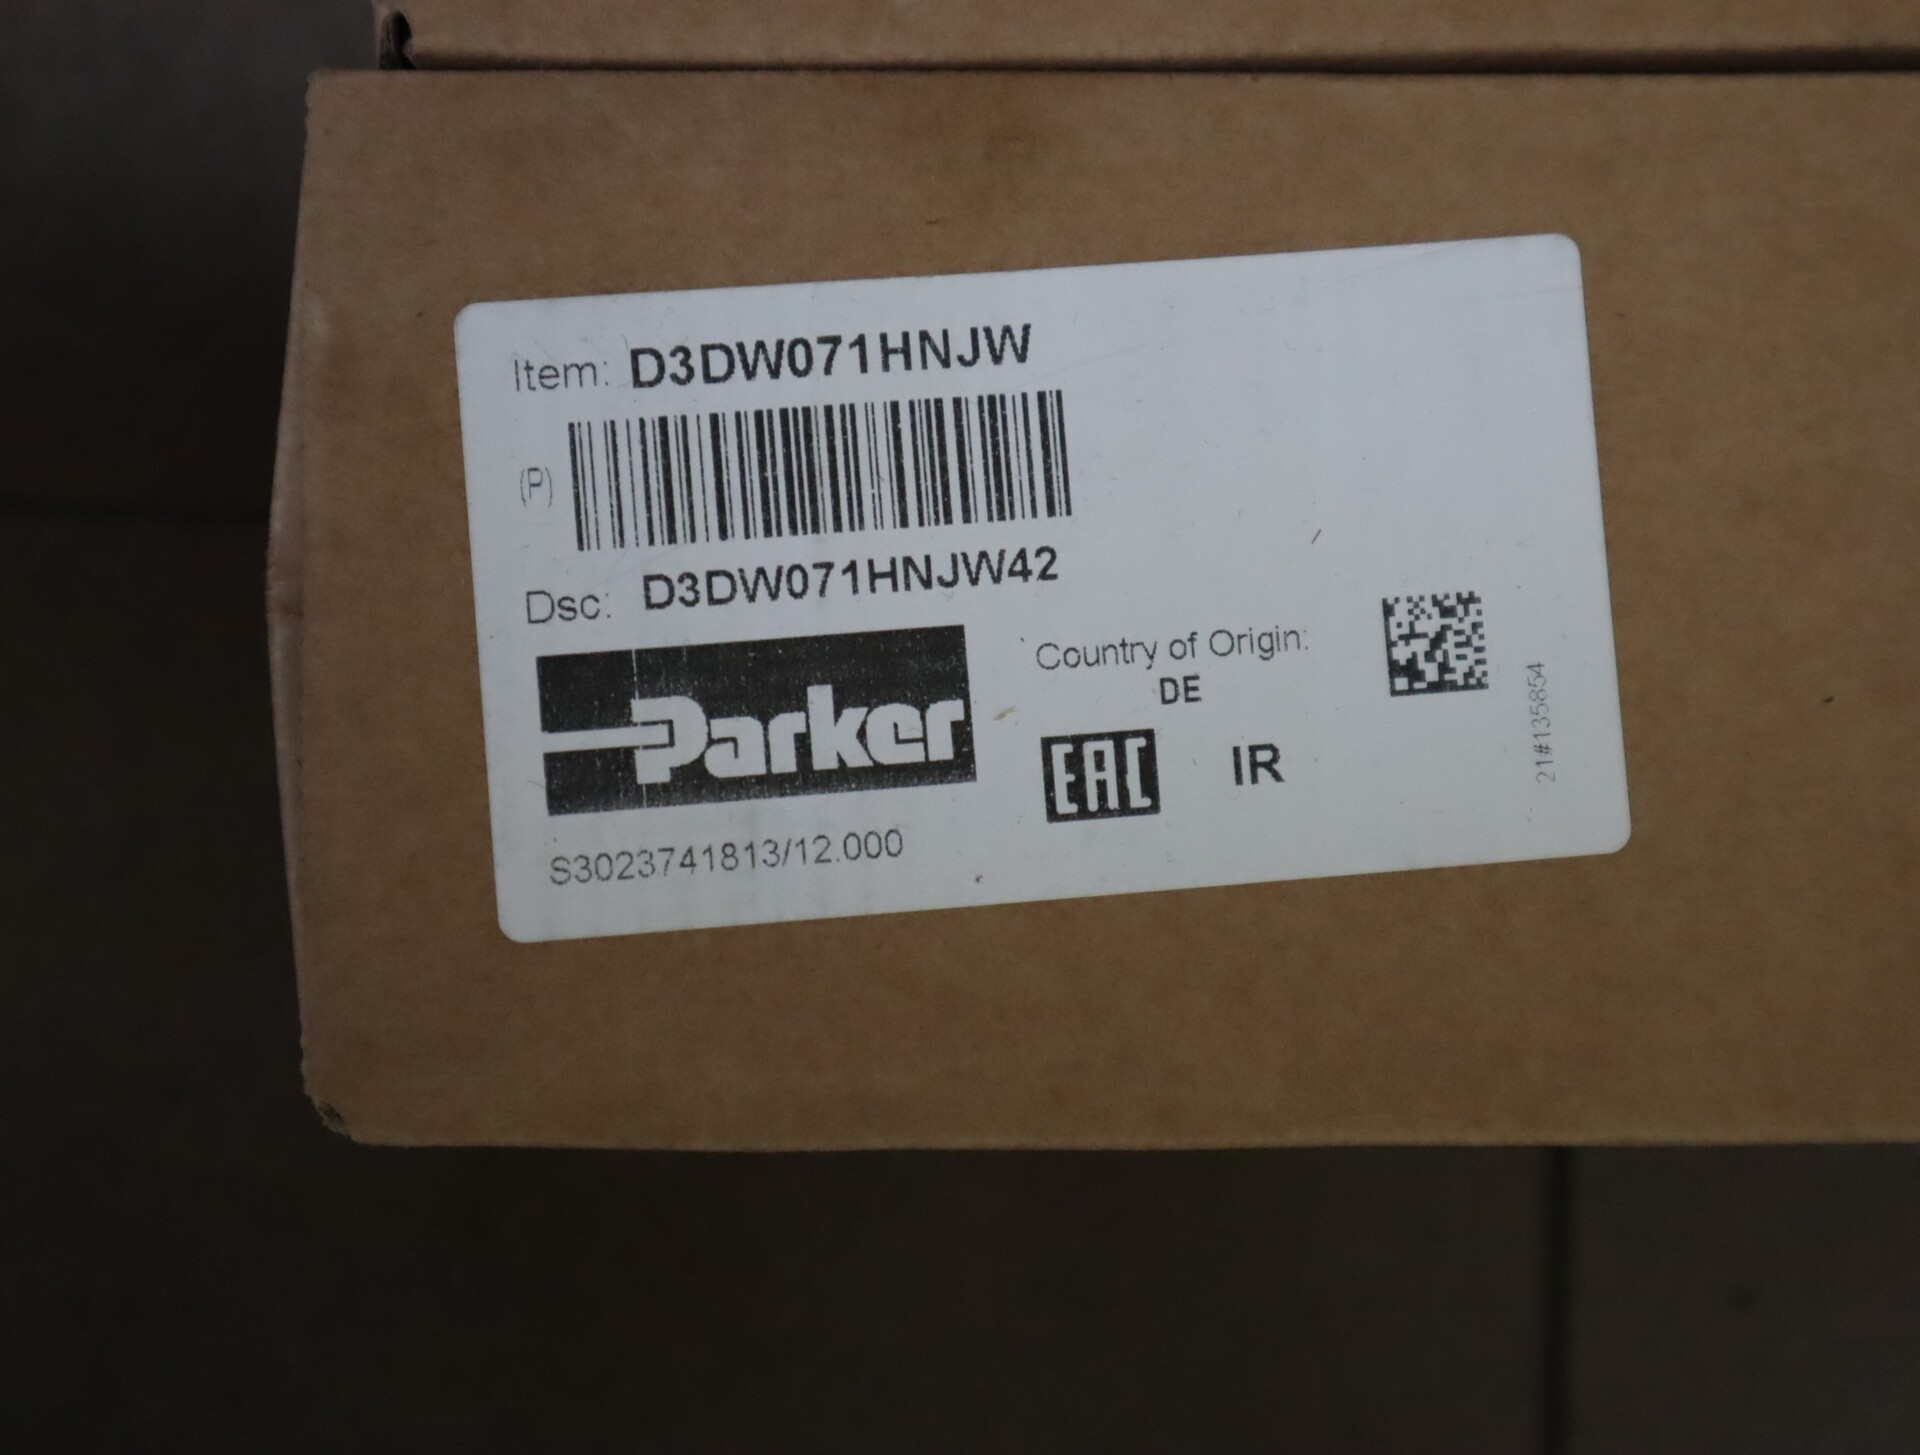 Item: D3DW071HNJW
(P)
Dsc: D3DW071HNJW42
Parker
Country of Origin:
DE
EAC
IR
S3023741813/12.000
21#135854